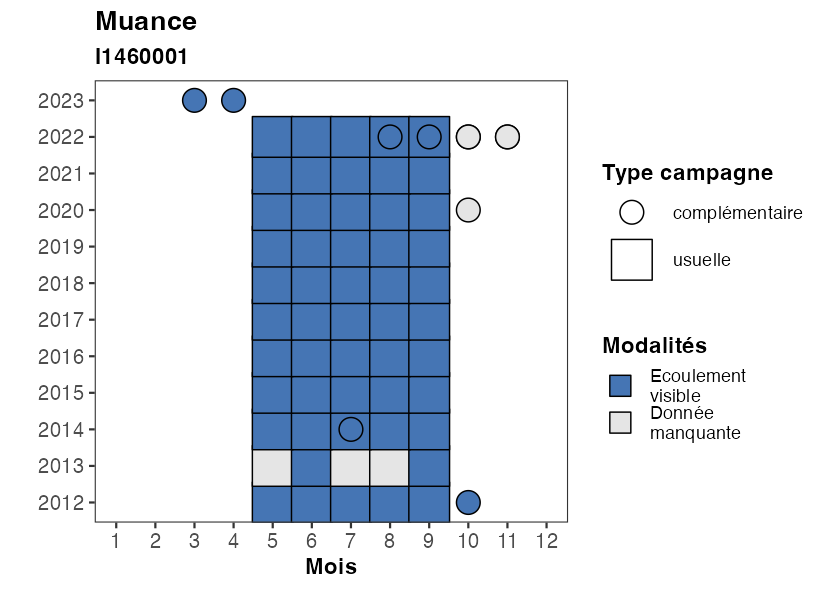 Muance
I1460001
2023
2022
2021
2020
2019
2018
2017
2016
2015
2014
2013
2012
1 2 3 4 5 6 7 8 9 10 11 12
Mois
Type campagne
complémentaire
usuelle
Modalités
Ecoulement
visible
Donnée
manquante